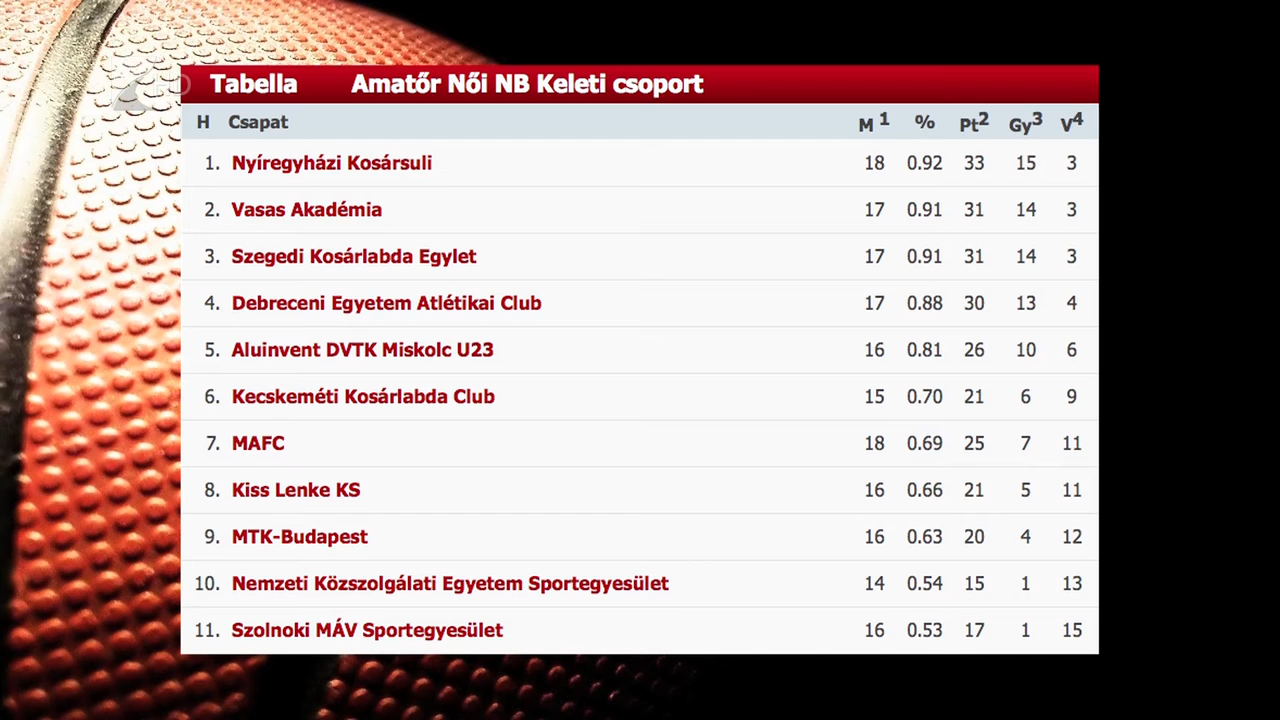 HD
Tabella Amatőr Női NB Keleti csoport
H Csapat M 1 % Pt2 Gy3 V4
1. Nyíregyházi Kosársuli 18 0.92 33 15 3
2. Vasas Akadémia 17 0.91 31 14 3
3. Szegedi Kosárlabda Egylet 17 0.91 31 14 3
4. Debreceni Egyetem Atlétikai Club 17 0.88 30 13 4
5. Aluinvent DVTK Miskolc U23 16 0.81 26 10 6
6. Kecskeméti Kosárlabda Club 15 0.70 21 6 9
7. MAFC 18 0.69 25 7 11
8. Kiss Lenke KS 16 0.66 21 5 11
9. MTK-Budapest 16 0.63 20 4 12
10. Nemzeti Közszolgálati Egyetem Sportegyesület 14 0.54 15 1 13
11. Szolnoki MÁV Sportegyesület 16 0.53 17 1 15